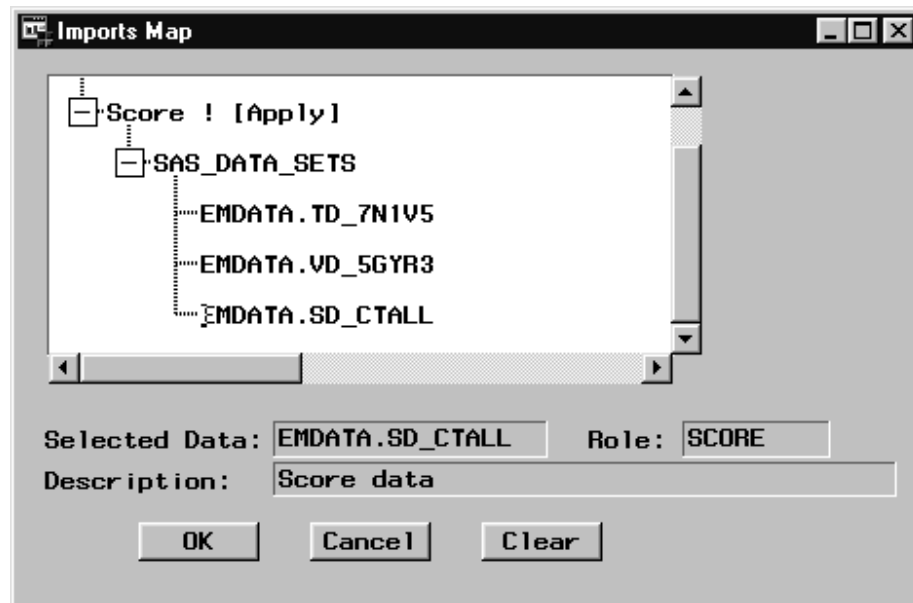 Imports Map
Score ! [Apply]
SAS_DATA_SETS
EMDATA.TD_7N1V5
EMDATA.VD_5GYR3
EMDATA.SD_CTALL
Selected Data: EMDATA.SD_CTALL Role: SCORE
Description: Score data
OK Cancel Clear